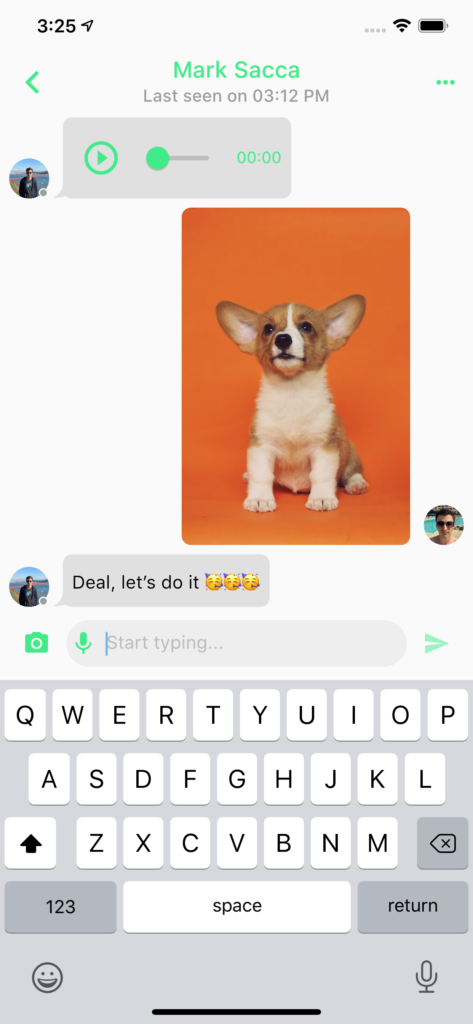 3:25
Mark Sacca
Last seen on 03:12 PM
00:00
Deal, let's do it 🥳🥳🥳
Start typing...
Q W E R T Y U I O P
A S D F G H J K L
Z X C V B N M
123 space return